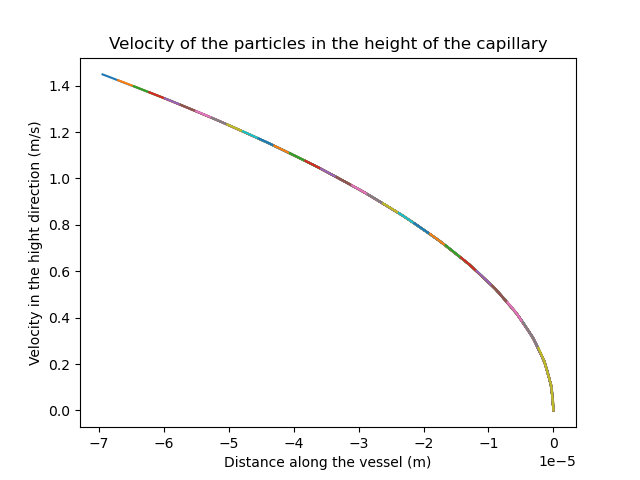 Velocity of the particles in the height of the capillary
Velocity in the hight direction (m/s)
1.4
1.2
1.0
0.8
0.6
0.4
0.2
0.0
−7 −6 −5 −4 −3 −2 −1 0
1e−5
Distance along the vessel (m)